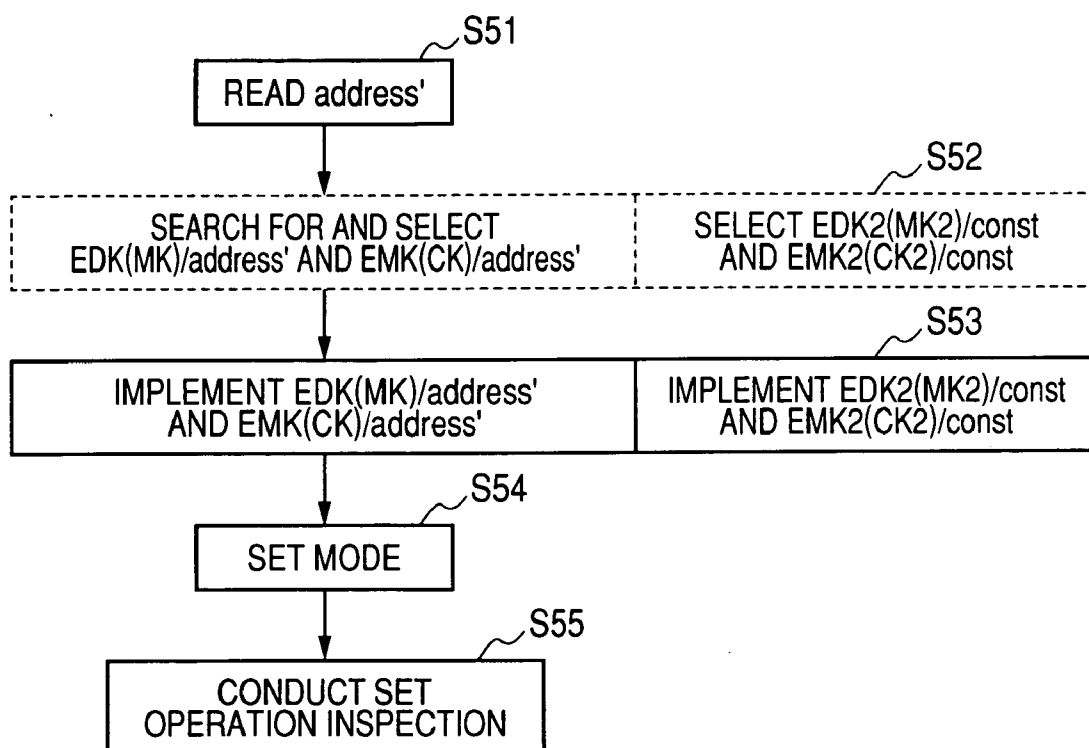 S51
READ address'
S52
SEARCH FOR AND SELECT
EDK(MK)/address' AND EMK(CK)/address'
SELECT EDK2(MK2)/const
AND EMK2(CK2)/const
S53
IMPLEMENT EDK(MK)/address'
AND EMK(CK)/address'
IMPLEMENT EDK2(MK2)/const
AND EMK2(CK2)/const
S54
SET MODE
S55
CONDUCT SET
OPERATION INSPECTION